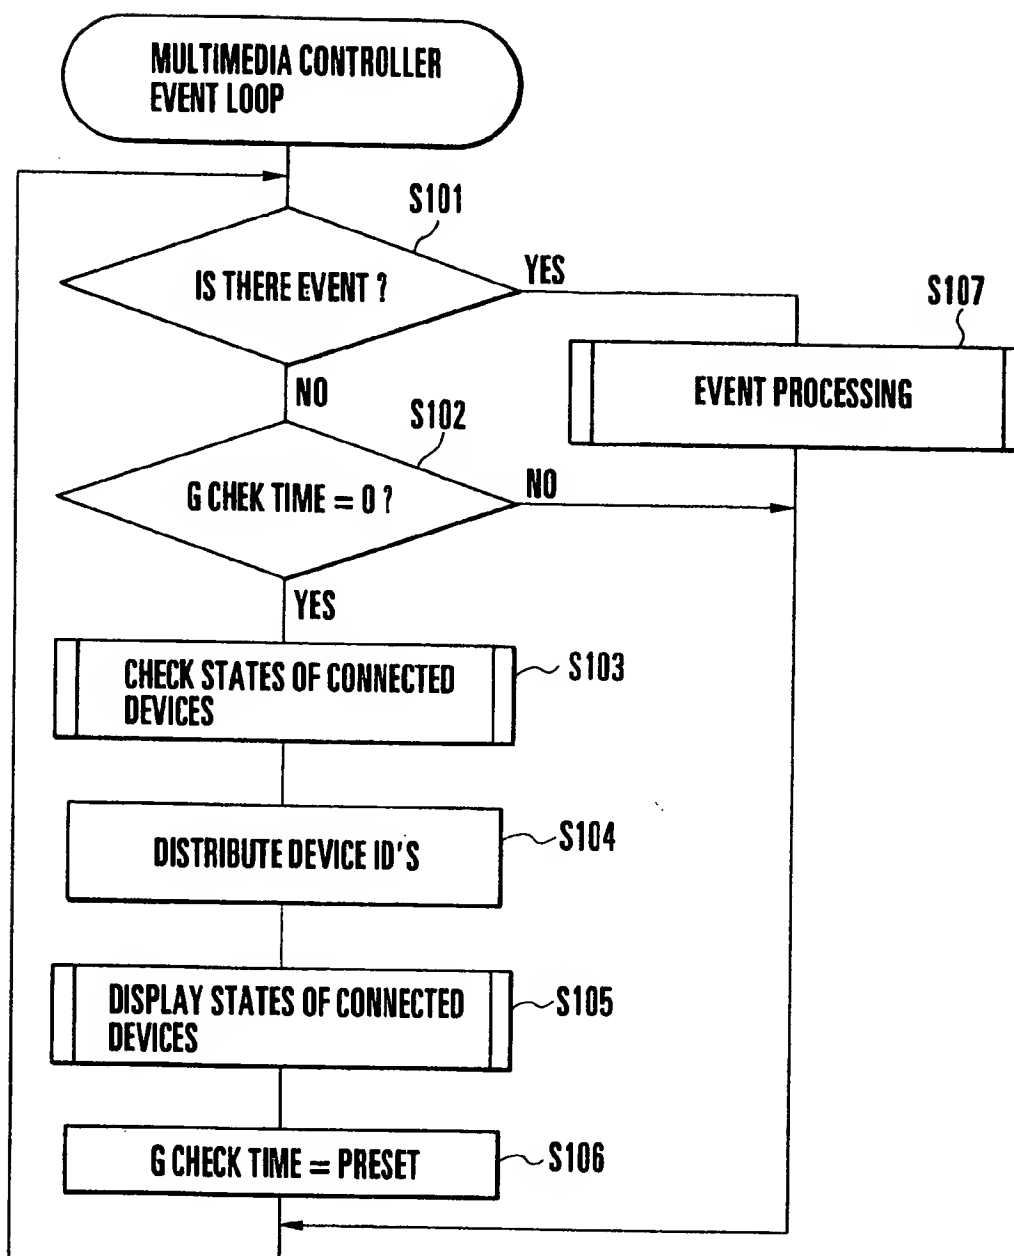 MULTIMEDIA CONTROLLER
EVENT LOOP
S101
IS THERE EVENT ?
YES
S107
EVENT PROCESSING
NO
S102
G CHEK TIME = 0 ?
NO
YES
CHECK STATES OF CONNECTED
DEVICES
S103
DISTRIBUTE DEVICE ID'S
S104
DISPLAY STATES OF CONNECTED
DEVICES
S105
G CHECK TIME = PRESET
S106